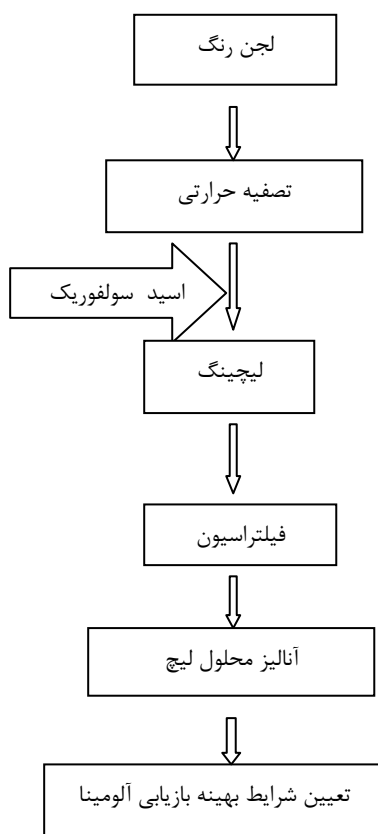 لجن رنگ
تصفیه حرارتی
اسید سولفوریک
لیچینگ
فیلتراسیون
آنالیز محلول لیچ
تعیین شرایط بهینه بازیابی آلومینا